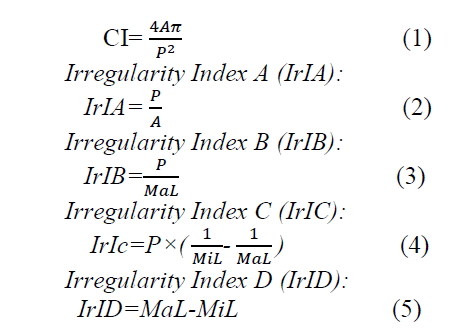 CI= 4Aπ/P² (1)
Irregularity Index A (IrIA):
IrIA= P/A (2)
Irregularity Index B (IrIB):
IrIB= P/MaL (3)
Irregularity Index C (IrIC):
IrIc=P×(1/MiL - 1/MaL) (4)
Irregularity Index D (IrID):
IrID=MaL-MiL (5)